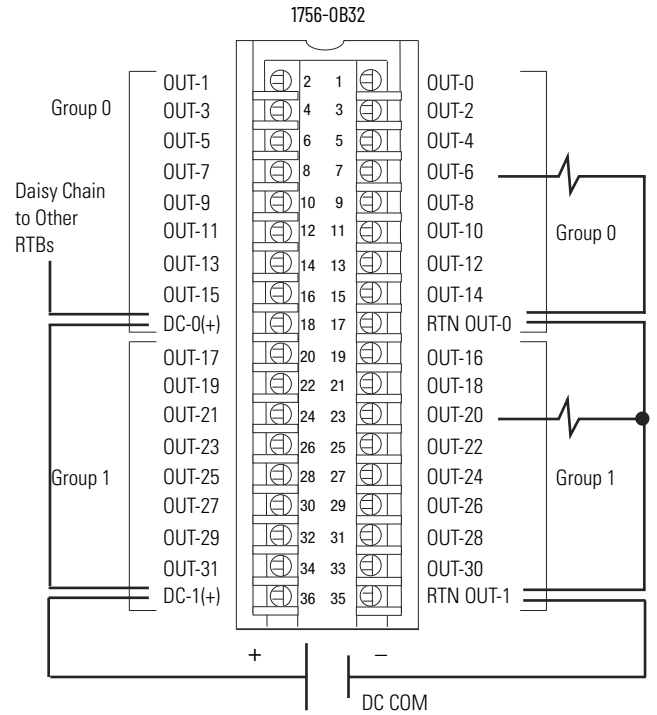 1756-OB32
OUT-1 2 1 OUT-0
Group 0 OUT-3 4 3 OUT-2
OUT-5 6 5 OUT-4
OUT-7 8 7 OUT-6
Daisy Chain
to Other
RTBs
OUT-9 10 9 OUT-8
OUT-11 12 11 OUT-10 Group 0
OUT-13 14 13 OUT-12
OUT-15 16 15 OUT-14
DC-0(+) 18 17 RTN OUT-0
OUT-17 20 19 OUT-16
OUT-19 22 21 OUT-18
OUT-21 24 23 OUT-20
OUT-23 26 25 OUT-22
Group 1 OUT-25 28 27 OUT-24 Group 1
OUT-27 30 29 OUT-26
OUT-29 32 31 OUT-28
OUT-31 34 33 OUT-30
DC-1(+) 36 35 RTN OUT-1
+ –
DC COM